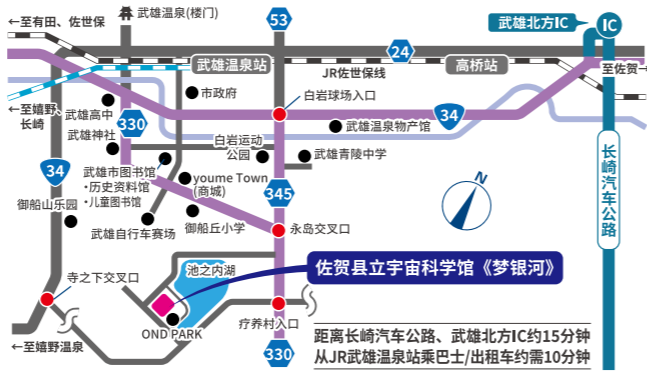 武雄温泉(楼门)
←至有田、佐世保
53
武雄北方IC
IC
24
武雄温泉站
JR佐世保线
高桥站
至佐贺→
市政府
白岩球场入口
←至嬉野、
长崎
武雄高中
330
34
武雄温泉物产馆
武雄神社
白岩运动
公园
武雄青陵中学
长崎汽车公路
34
武雄市图书馆
·历史资料馆
·儿童图书馆
youme Town
(商城)
345
N
御船山乐园
武雄自行车赛场
御船丘小学
永岛交叉口
池之内湖
佐贺县立宇宙科学馆《梦银河》
寺之下交叉口
OND PARK
疗养村入口
330
←至嬉野温泉
距离长崎汽车公路、武雄北方IC约15分钟
从JR武雄温泉站乘巴士/出租车约需10分钟